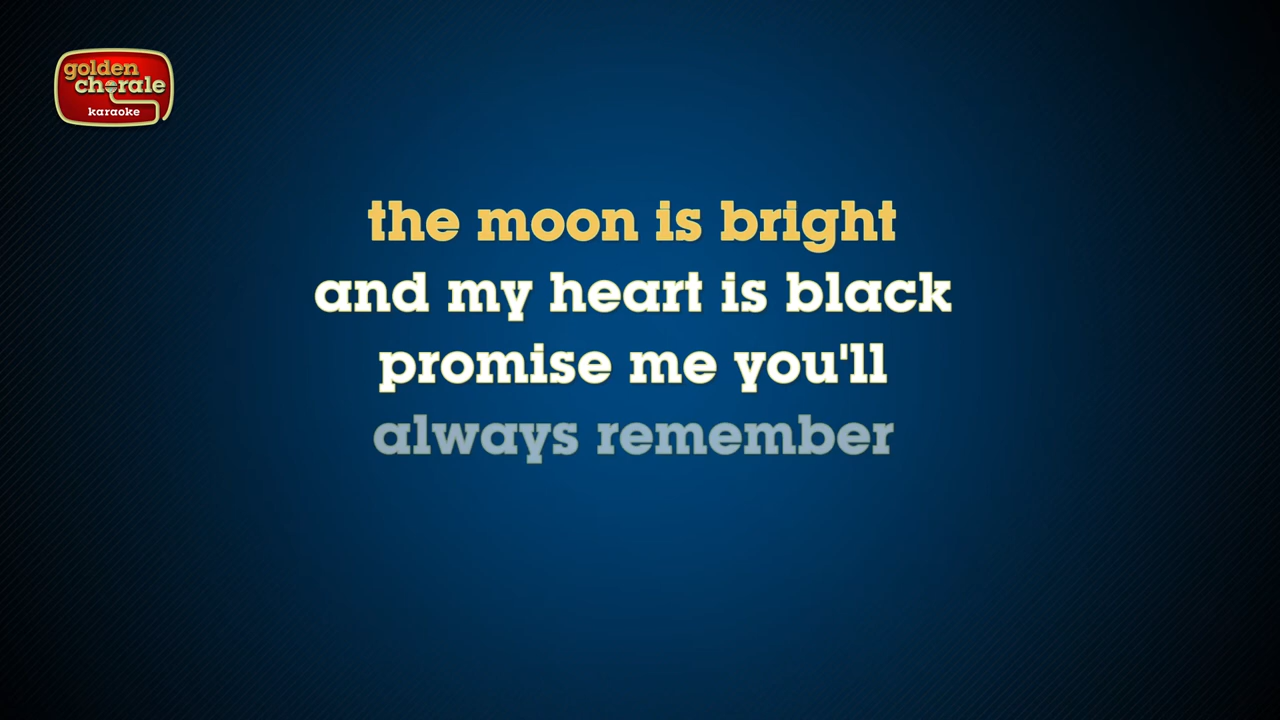 golden
chorale
karaoke
the moon is bright
and my heart is black
promise me you'll
always remember